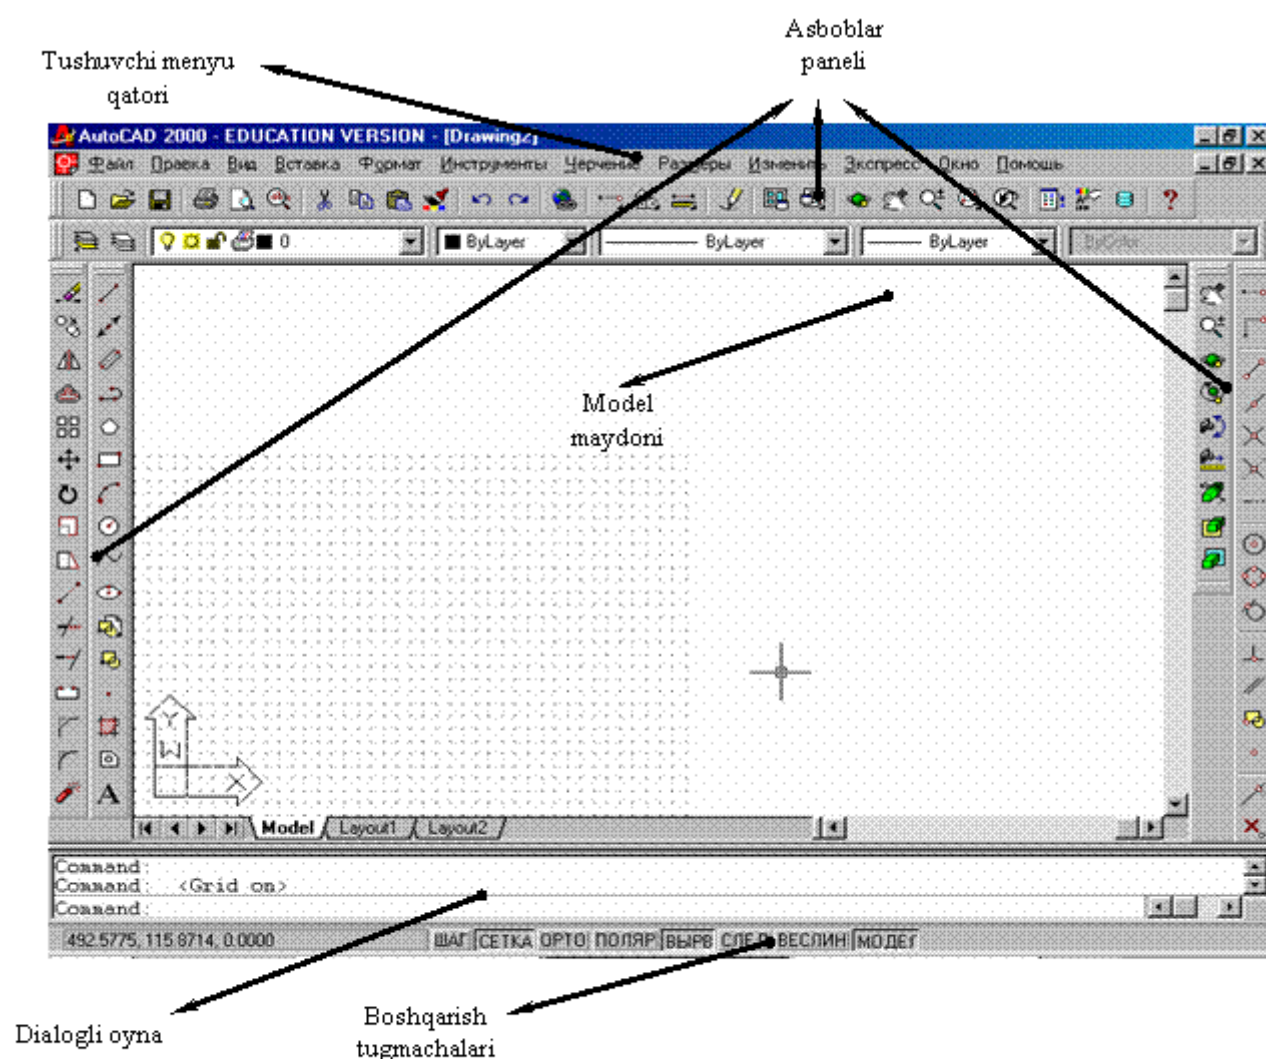 Asboblar
paneli
Tushuvchi menyu
qatori
AutoCAD 2000 - EDUCATION VERSION - [Drawing2]
Файл Правка Вид Вставка Формат Инструменты Черчение Размеры Изменить Экспресс Окно Помощь
0 ByLayer ByLayer ByLayer ByColor
Model
maydoni
Y
W
X
A
Model Layout1 Layout2
Command:
Command: <Grid on>
Command:
492.5775, 115.8714, 0.0000 ШАГ СЕТКА ОРТО ПОЛЯР ВЫРВ СЛЕД ВЕСЛИН МОДЕЛ
Dialogli oyna
Boshqarish
tugmachalari